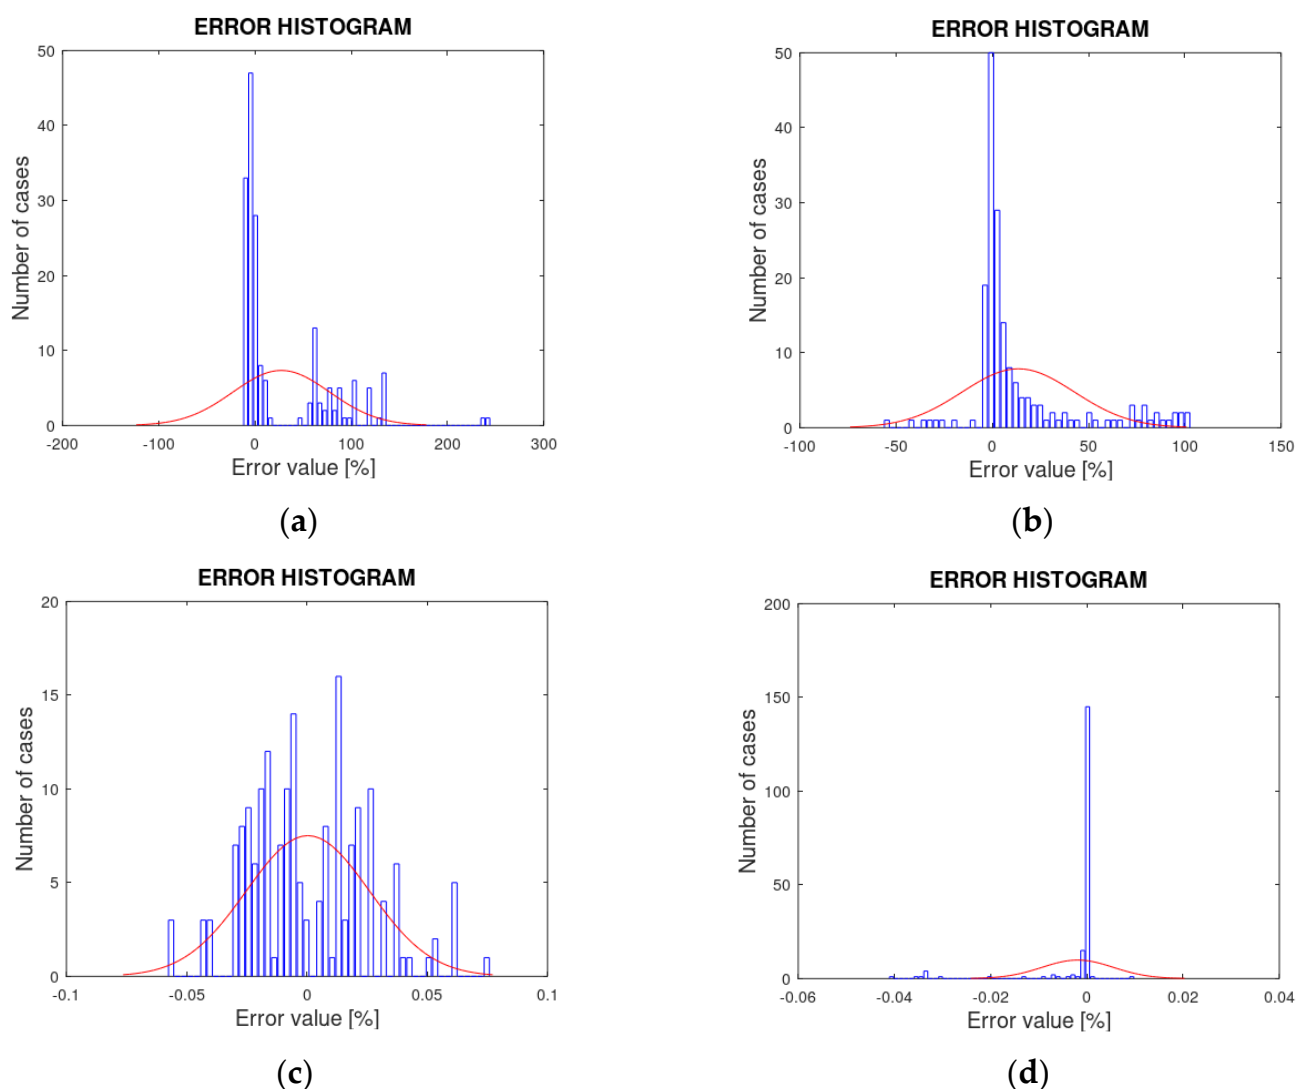 ERROR HISTOGRAM
50
40
30
20
10
0
-200
-100
0
100
200
300
Number of cases
Error value [%]
(a)
ERROR HISTOGRAM
50
40
30
20
10
0
-100
-50
0
50
100
150
Number of cases
Error value [%]
(b)
ERROR HISTOGRAM
20
15
10
5
0
-0.1
-0.05
0
0.05
0.1
Number of cases
Error value [%]
(c)
ERROR HISTOGRAM
200
150
100
50
0
-0.06
-0.04
-0.02
0
0.02
0.04
Number of cases
Error value [%]
(d)